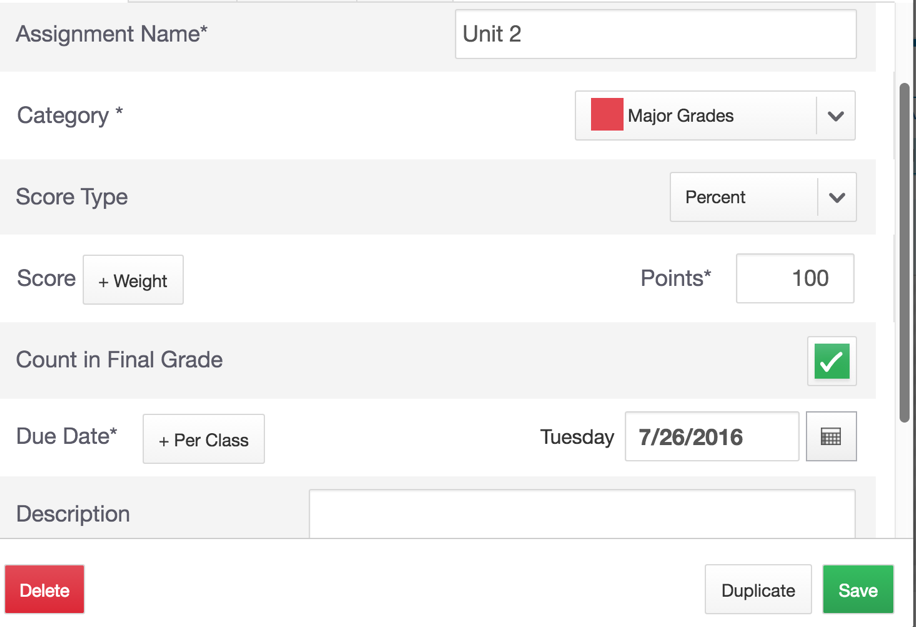 Assignment Name* Unit 2
Category * Major Grades
Score Type Percent
Score + Weight Points* 100
Count in Final Grade
Due Date* + Per Class Tuesday 7/26/2016
Description
Delete Duplicate Save